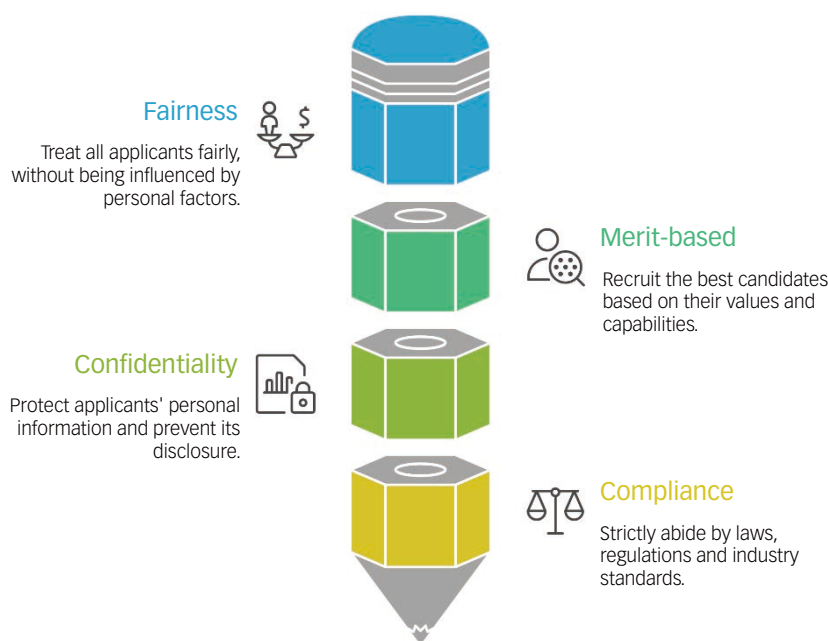 Fairness
Treat all applicants fairly,
without being influenced by
personal factors.
$
Merit-based
Recruit the best candidates
based on their values and
capabilities.
Confidentiality
Protect applicants' personal
information and prevent its
disclosure.
Compliance
Strictly abide by laws,
regulations and industry
standards.